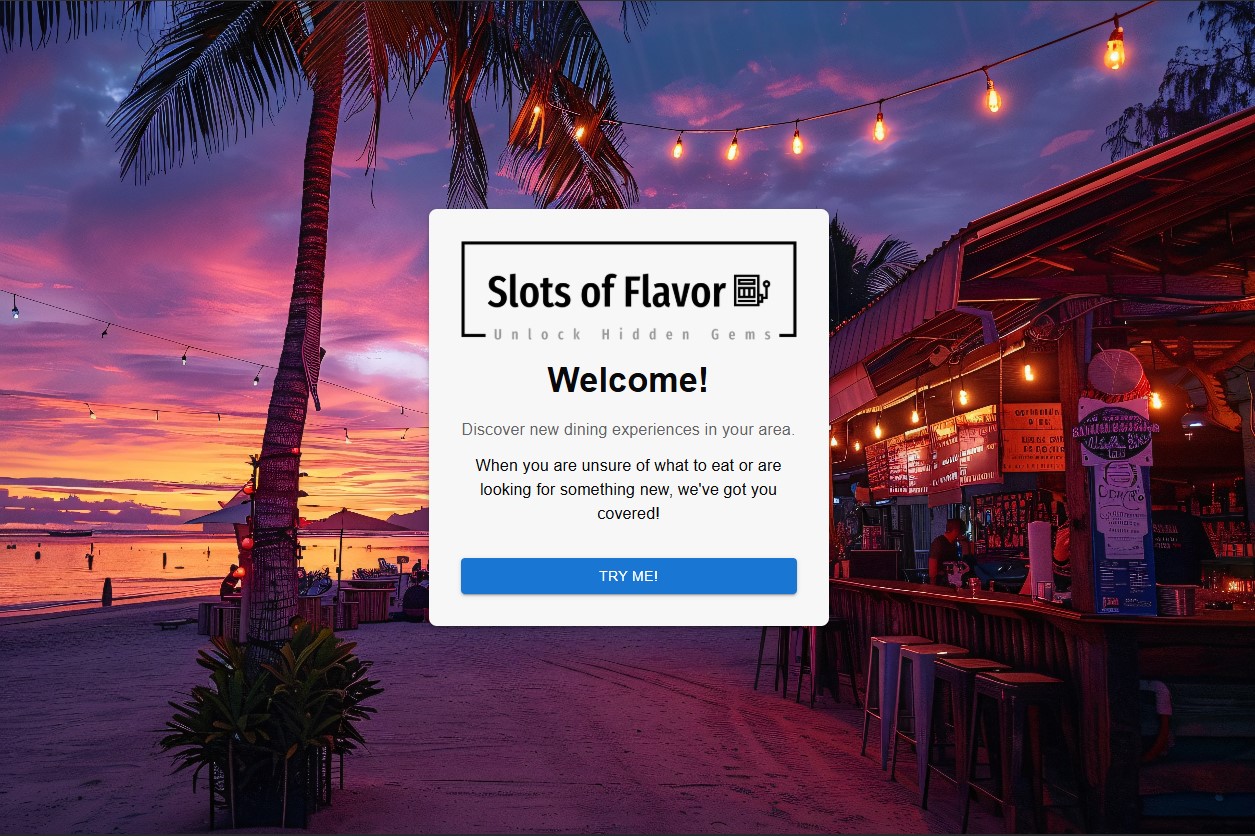 Slots of Flavor
Unlock Hidden Gems
Welcome!
Discover new dining experiences in your area.
When you are unsure of what to eat or are
looking for something new, we've got you
covered!
TRY ME!